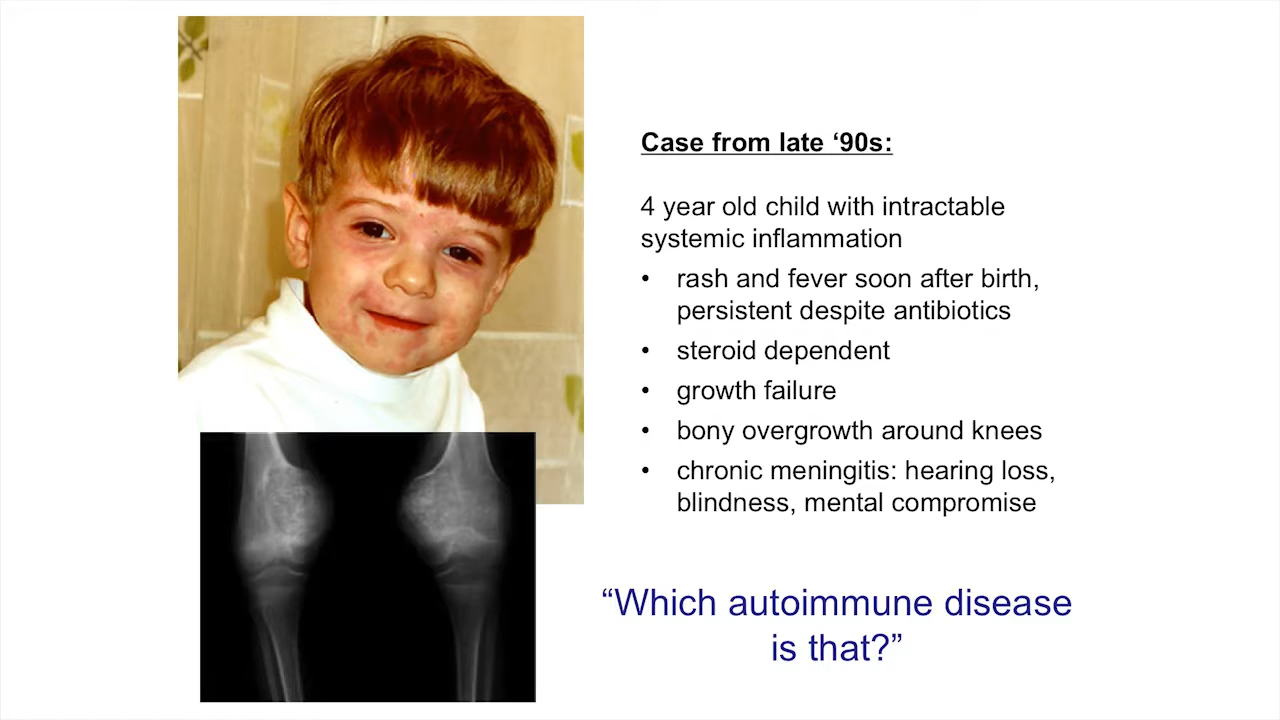 Case from late ‘90s:
4 year old child with intractable
systemic inflammation
• rash and fever soon after birth,
persistent despite antibiotics
• steroid dependent
• growth failure
• bony overgrowth around knees
• chronic meningitis: hearing loss,
blindness, mental compromise
“Which autoimmune disease
is that?”